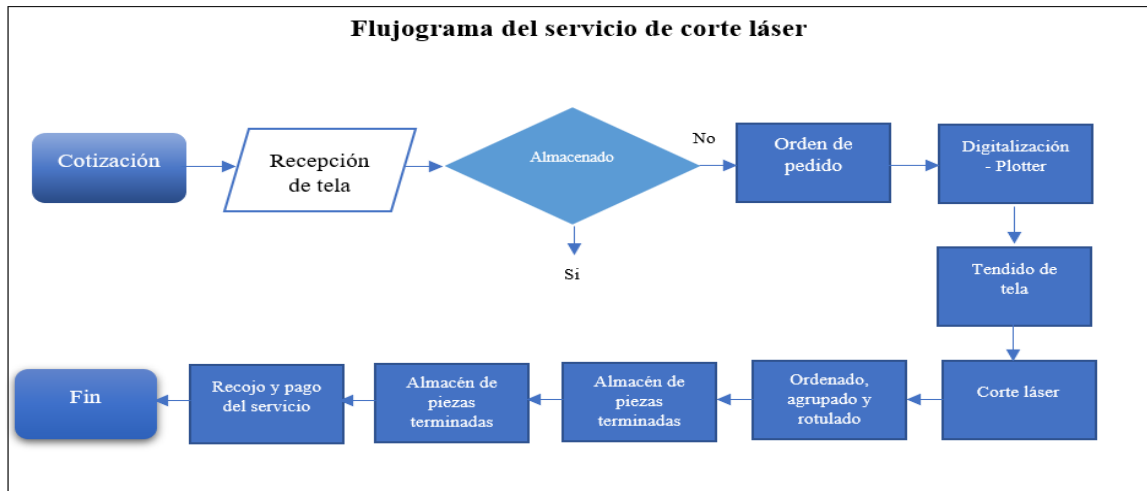 Flujograma del servicio de corte láser
Cotización
Recepción
de tela
Almacenado
No
Orden de
pedido
Digitalización
- Plotter
Si
Tendido de
tela
Corte láser
Ordenado,
agrupado y
rotulado
Almacén de
piezas
terminadas
Almacén de
piezas
terminadas
Recojo y pago
del servicio
Fin